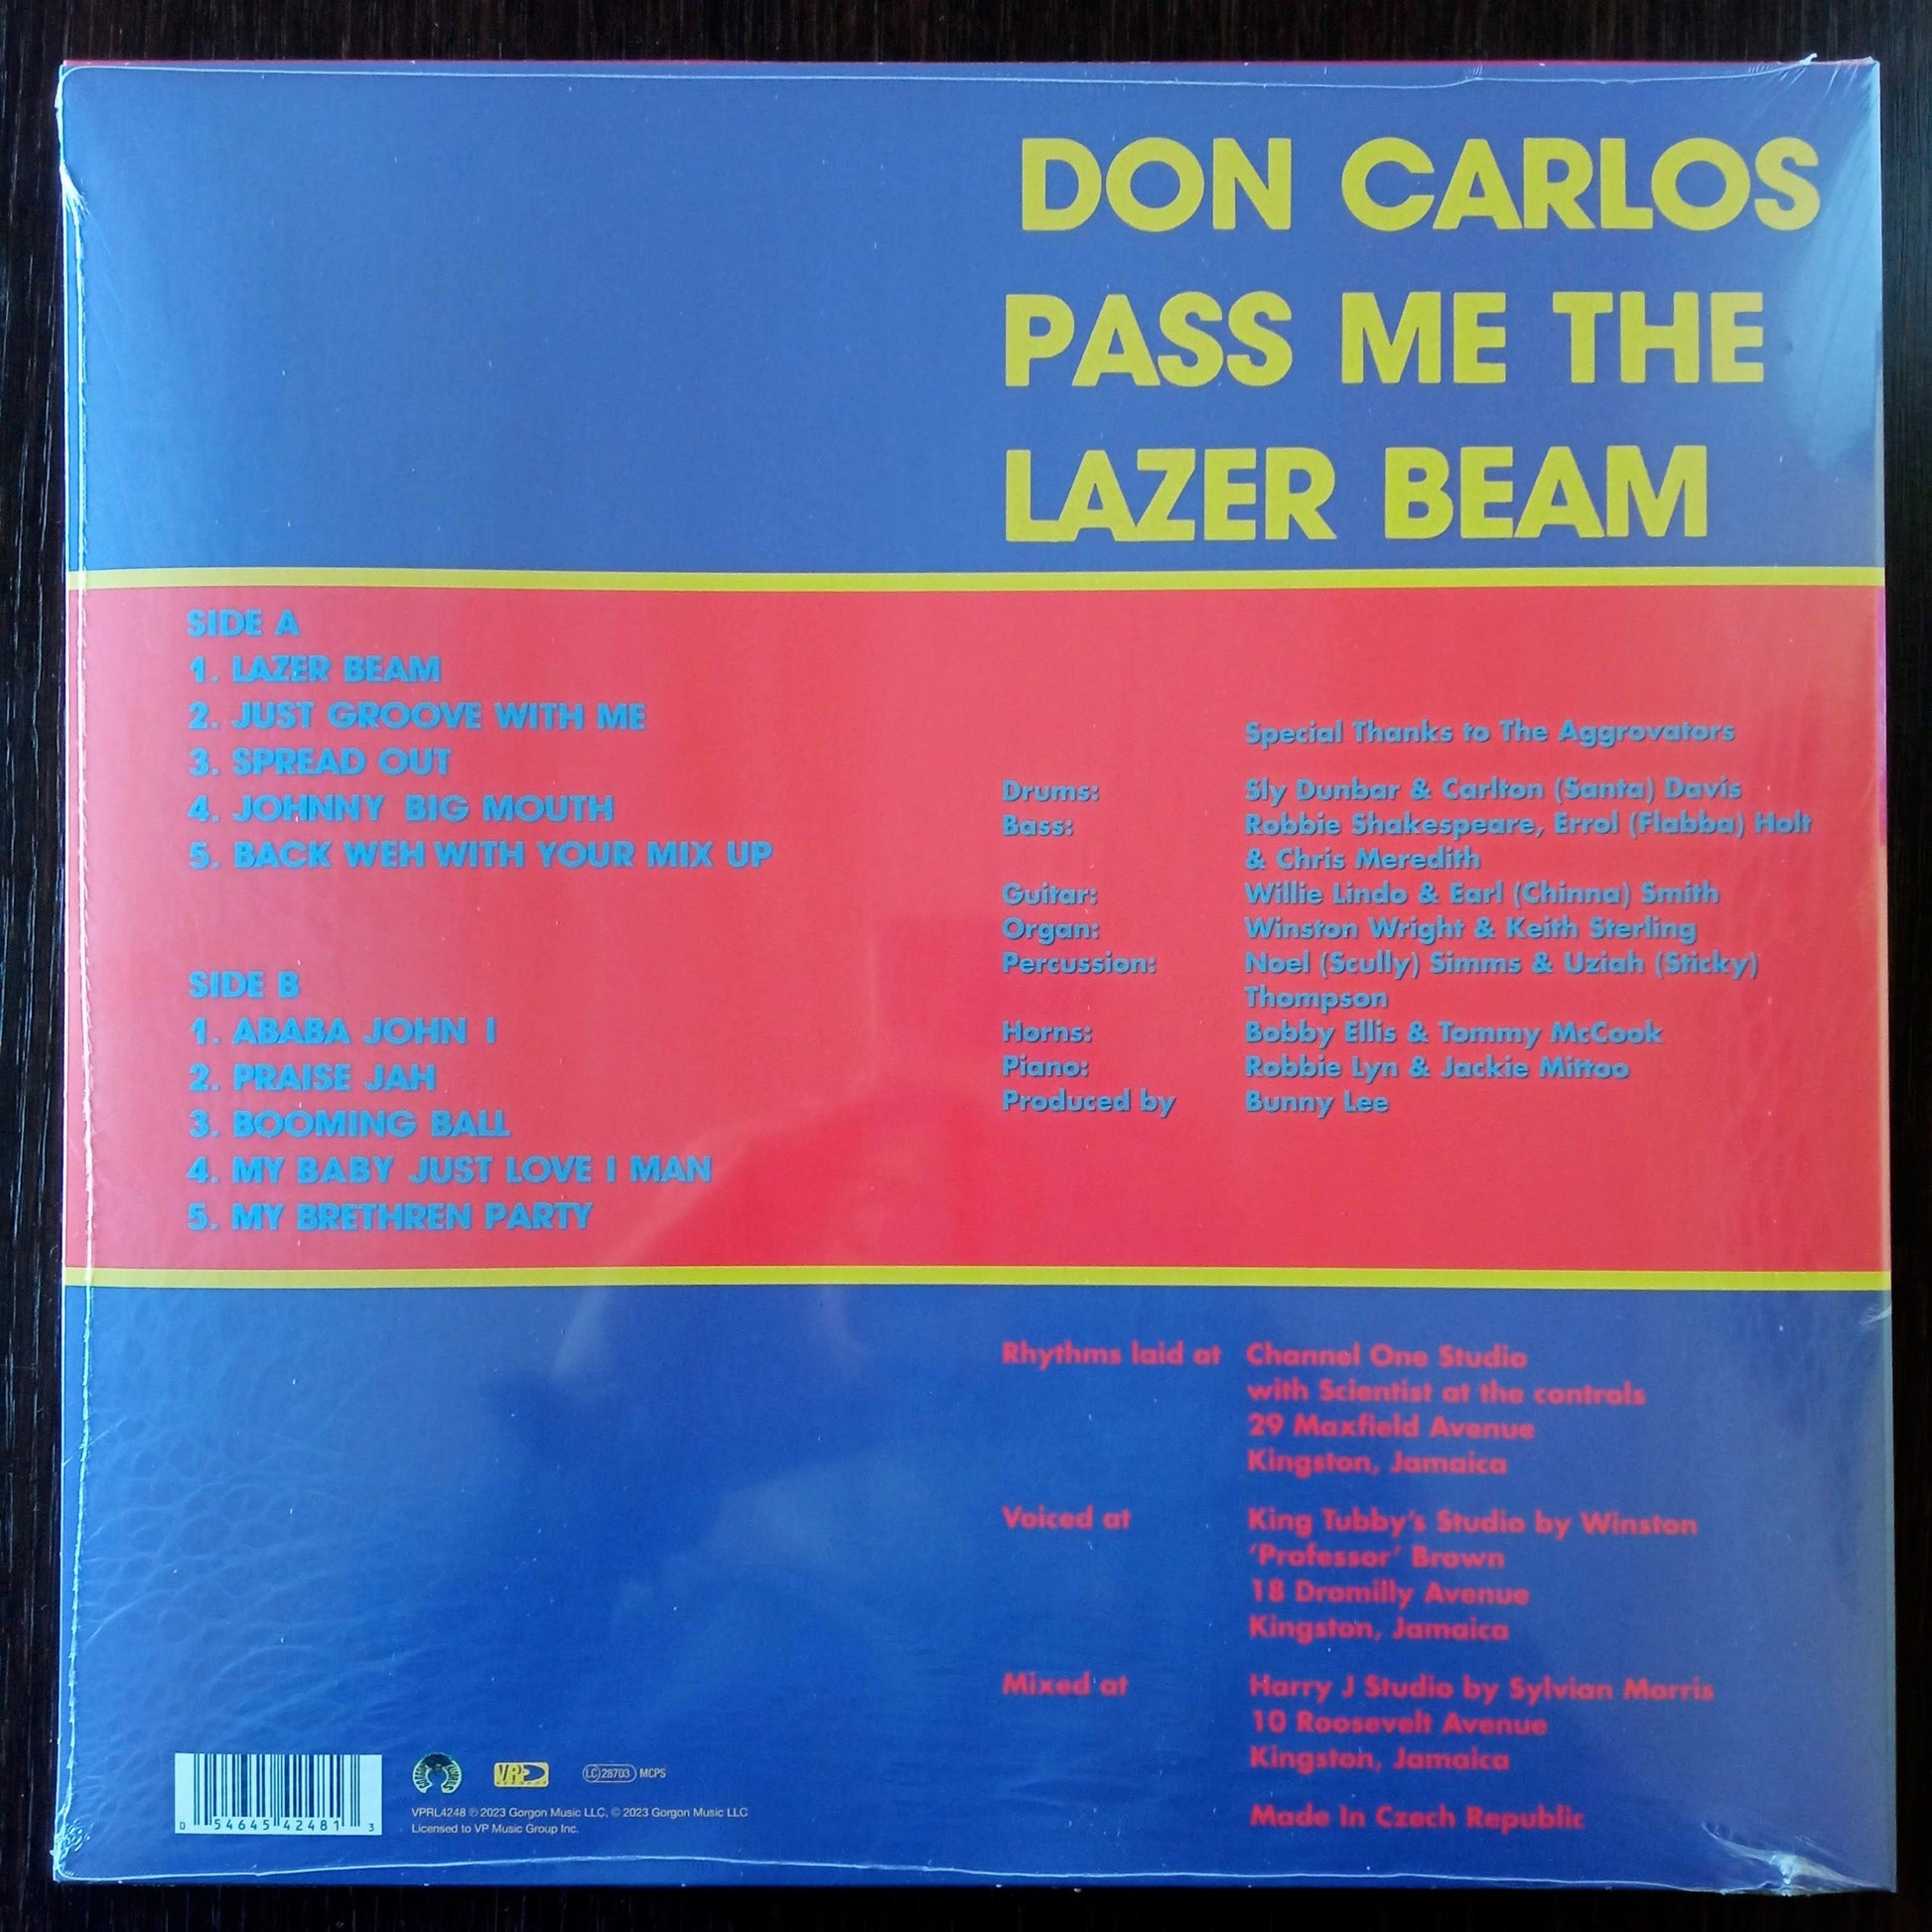 DON CARLOS
PASS ME THE
LAZER BEAM
SIDE A
1. LAZER BEAM
2. JUST GROOVE WITH ME
3. SPREAD OUT
4. JOHNNY BIG MOUTH
5. BACK WEH WITH YOUR MIX UP
SIDE B
1. ABABA JOHN I
2. PRAISE JAH
3. BOOMING BALL
4. MY BABY JUST LOVE I MAN
5. MY BRETHREN PARTY
Special Thanks to The Aggrovators
Drums: Sly Dunbar & Carlton (Santa) Davis
Bass: Robbie Shakespeare, Errol (Flabba) Holt
& Chris Meredith
Guitar: Willie Lindo & Earl (Chinna) Smith
Organ: Winston Wright & Keith Sterling
Percussion: Noel (Scully) Simms & Uziah (Sticky)
Thompson
Horns: Bobby Ellis & Tommy McCook
Piano: Robbie Lyn & Jackie Mittoo
Produced by Bunny Lee
Rhythms laid at Channel One Studio
with Scientist at the controls
29 Maxfield Avenue
Kingston, Jamaica
Voiced at King Tubby's Studio by Winston
'Professor' Brown
18 Dromilly Avenue
Kingston, Jamaica
Mixed at Harry J Studio by Sylvian Morris
10 Roosevelt Avenue
Kingston, Jamaica
Made In Czech Republic
0 54645 42481 3
VP RECORDS
LC 28703 MCPS
VPRL4248 ℗ 2023 Gorgon Music LLC, © 2023 Gorgon Music LLC
Licensed to VP Music Group Inc.